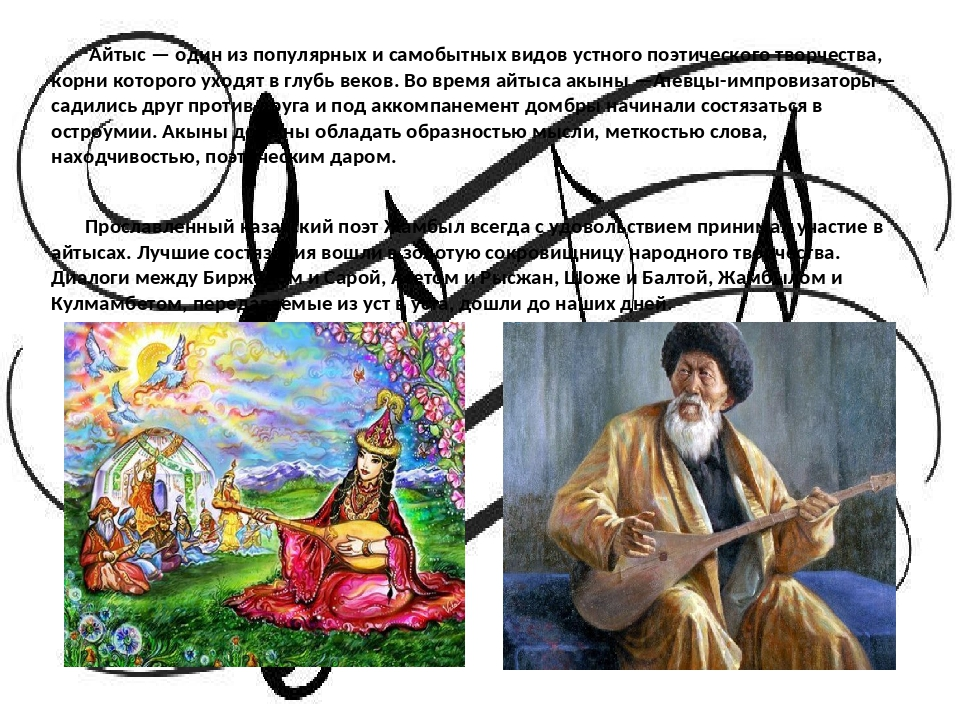 Айтыс — один из популярных и самобытных видов устного поэтического творчества,
корни которого уходят в глубь веков. Во время айтыса акыны —Aгевцы-импровизаторы—
садились друг против друга и под аккомпанемент домбры начинали состязаться в
остроумии. Акыны должны обладать образностью мысли, меткостью слова,
находчивостью, поэтическим даром.
Прославленный казахский поэт Жамбыл всегда с удовольствием принимал участие в
айтысах. Лучшие состязания вошли в золотую сокровищницу народного творчества.
Диалоги между Биржаном и Сарой, Асетом и Рысжан, Шоже и Балтой, Жамбылом и
Кулмамбетом, передаваемые из уст в уста, дошли до наших дней.